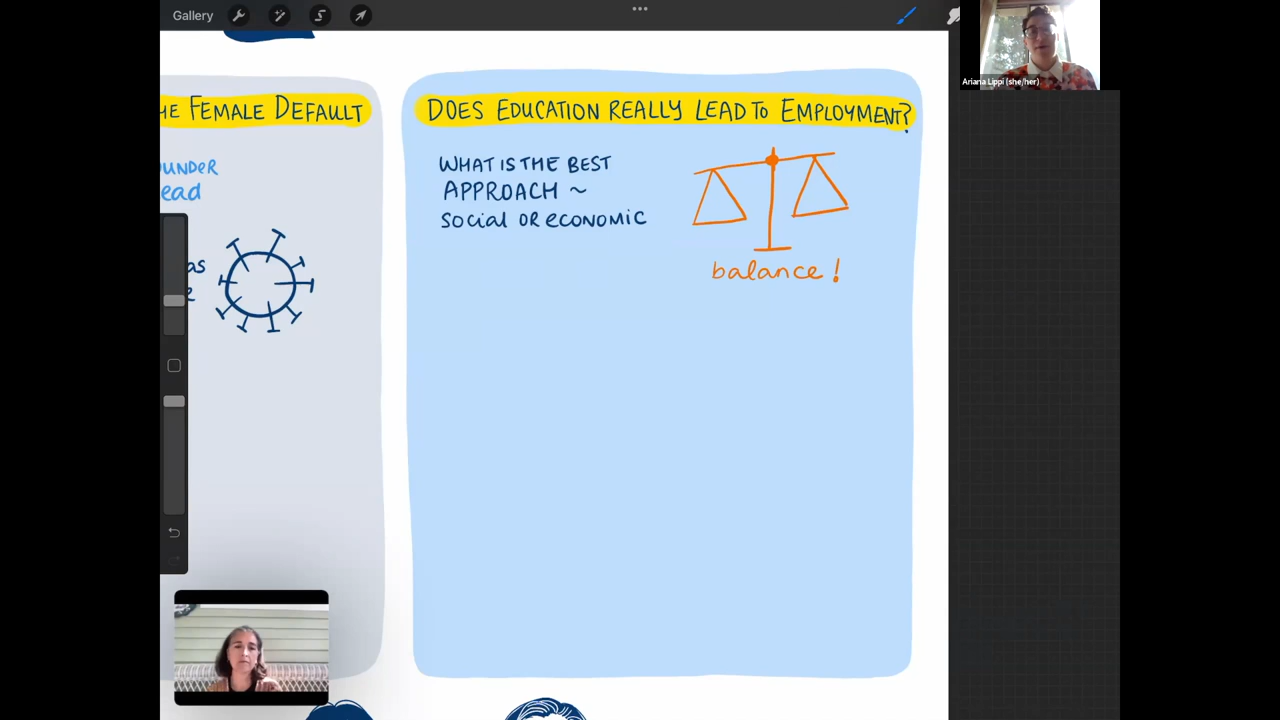 Gallery
Ariana Lippi (she/her)
HE FEMALE DEFAULT
OUNDER
ead
as
e
DOES EDUCATION REALLY LEAD TO EMPLOYMENT?
WHAT IS THE BEST
APPROACH ~
SOCIAL OR ECONOMIC
balance!